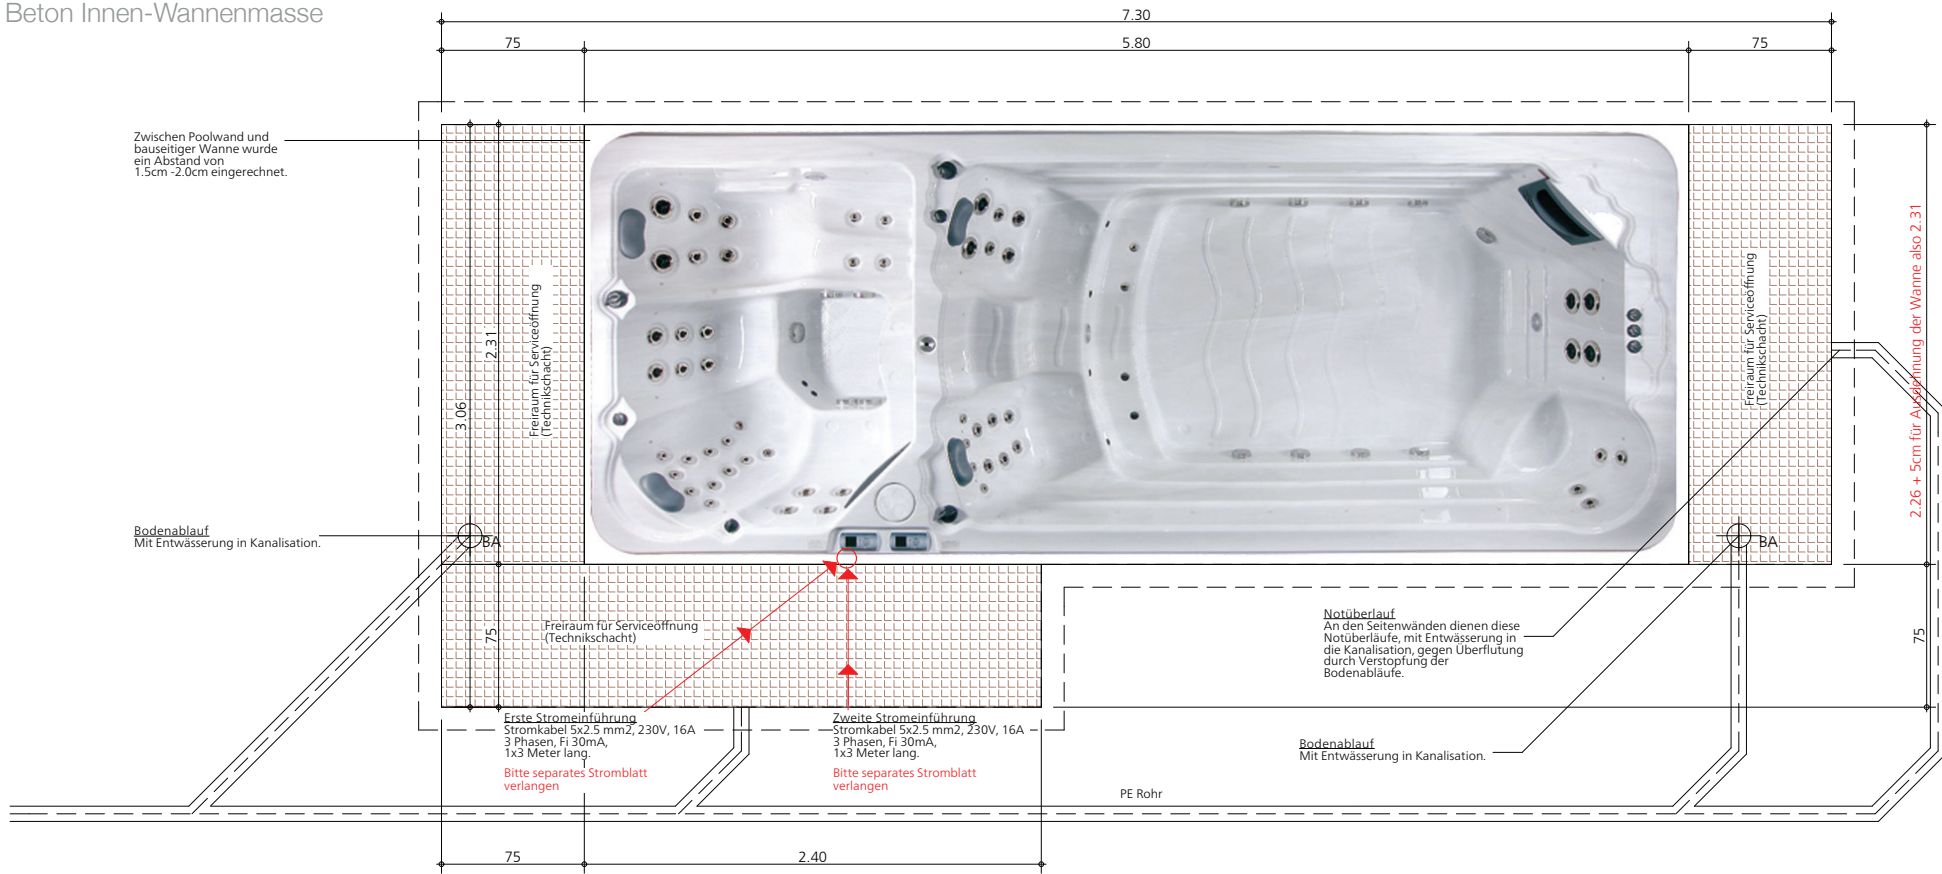 Beton Innen-Wannenmasse
7.30
75
5.80
75
Zwischen Poolwand und
bauseitiger Wanne wurde
ein Abstand von
1.5cm -2.0cm eingerechnet.
Freiraum für Serviceöffnung
(Technikschacht)
2.31
3.06
Freiraum für Serviceöffnung
(Technikschacht)
2.26 + 5cm für Ausdehnung der Wanne also 2.31
Bodenablauf
Mit Entwässerung in Kanalisation.
BA
BA
Freiraum für Serviceöffnung
(Technikschacht)
75
75
Notüberlauf
An den Seitenwänden dienen diese
Notüberläufe, mit Entwässerung in
die Kanalisation, gegen Überflutung
durch Verstopfung der
Bodenabläufe.
Erste Stromeinführung
Stromkabel 5x2.5 mm2, 230V, 16A
3 Phasen, Fi 30mA,
1x3 Meter lang.
Bitte separates Stromblatt
verlangen
Zweite Stromeinführung
Stromkabel 5x2.5 mm2, 230V, 16A
3 Phasen, Fi 30mA,
1x3 Meter lang.
Bitte separates Stromblatt
verlangen
Bodenablauf
Mit Entwässerung in Kanalisation.
PE Rohr
75
2.40